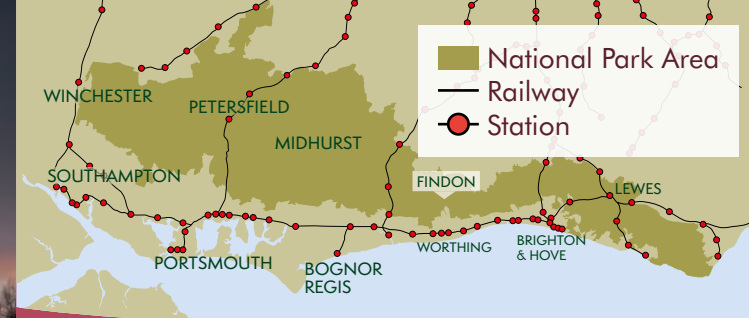 National Park Area
Railway
Station
WINCHESTER
PETERSFIELD
MIDHURST
SOUTHAMPTON
FINDON
LEWES
PORTSMOUTH
BOGNOR
REGIS
WORTHING
BRIGHTON
& HOVE